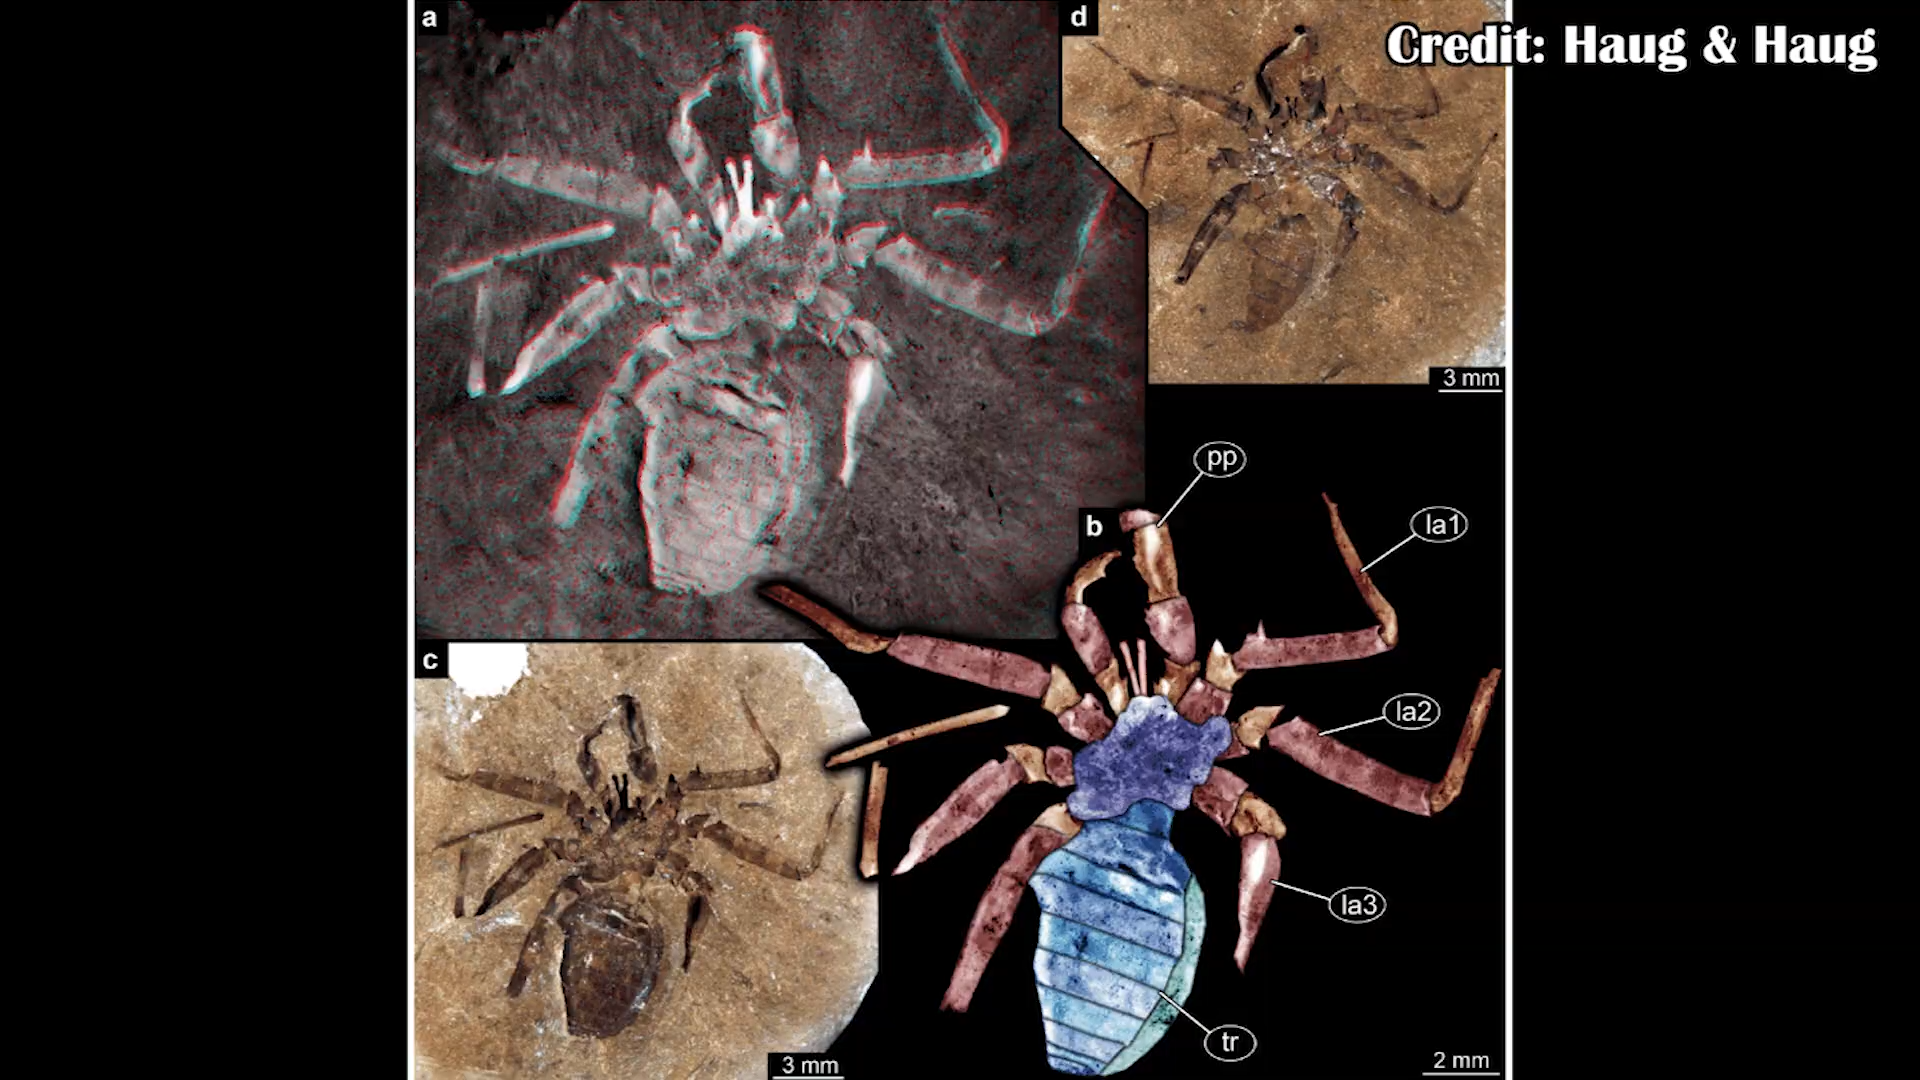 a
d
Credit: Haug & Haug
3 mm
pp
b
la1
c
la2
la3
tr
3 mm
2 mm